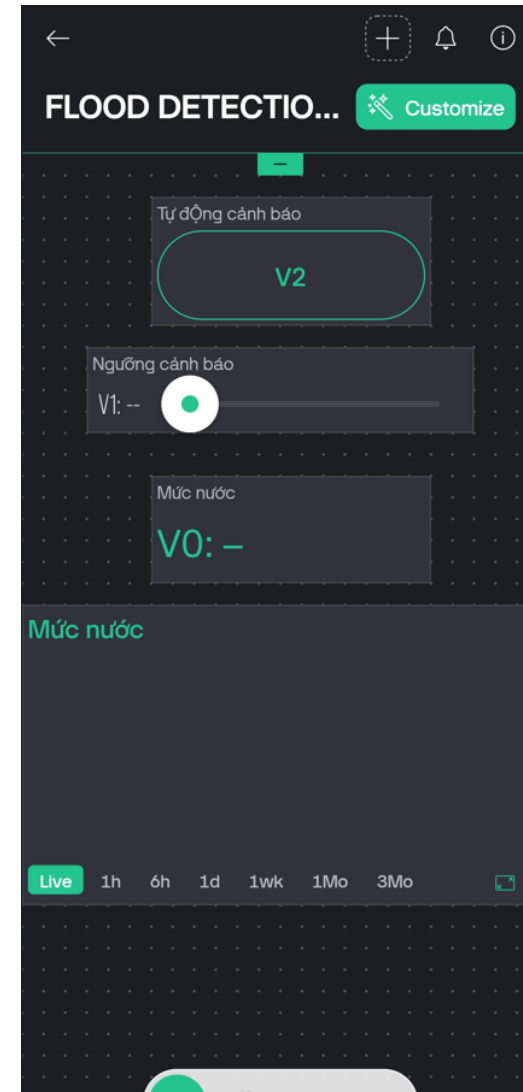 FLOOD DETECTIO...
Customize
Tự động cảnh báo
V2
Ngưỡng cảnh báo
V1: --
Mức nước
V0: –
Mức nước
Live 1h 6h 1d 1wk 1Mo 3Mo